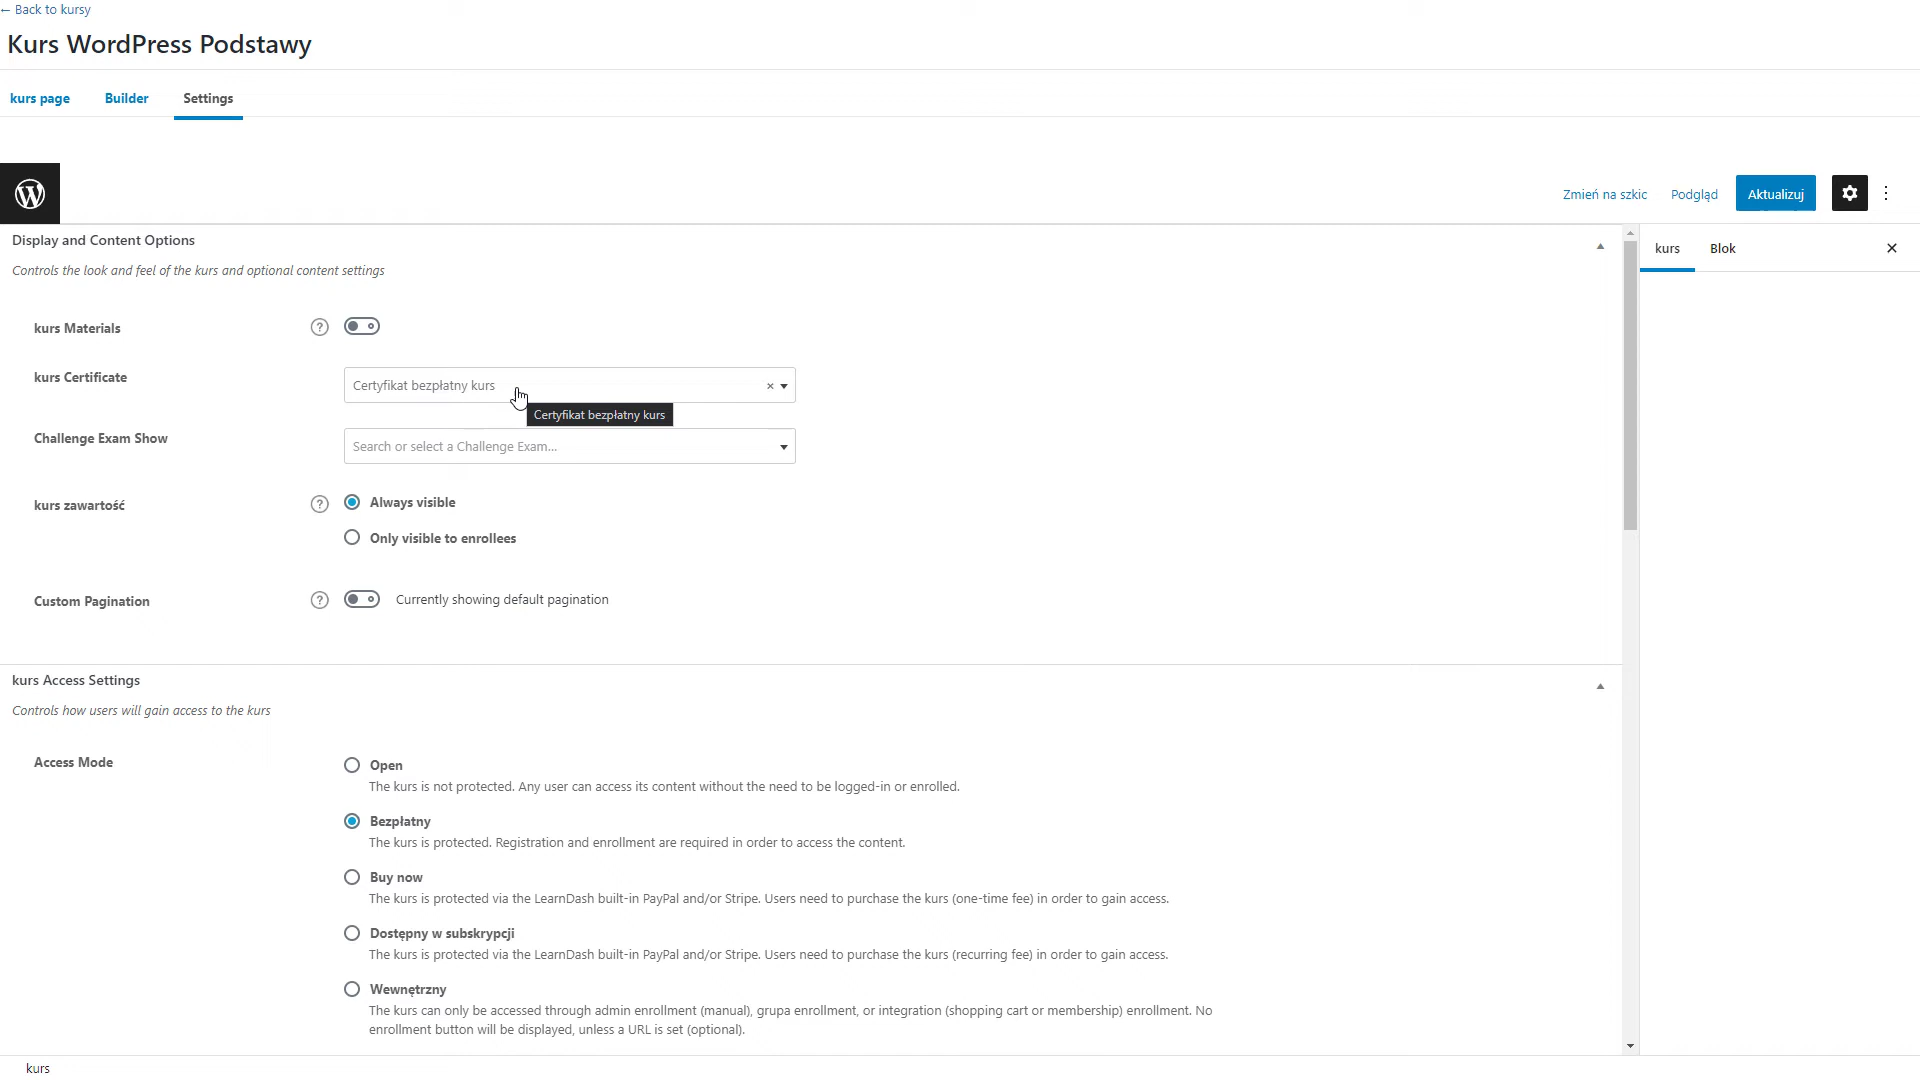 ← Back to kursy
Kurs WordPress Podstawy
kurs page
Builder
Settings
Zmień na szkic
Podgląd
Aktualizuj
Display and Content Options
Controls the look and feel of the kurs and optional content settings
kurs
Blok
kurs Materials
kurs Certificate
Certyfikat bezpłatny kurs
Certyfikat bezpłatny kurs
Challenge Exam Show
Search or select a Challenge Exam...
kurs zawartość
Always visible
Only visible to enrollees
Custom Pagination
Currently showing default pagination
kurs Access Settings
Controls how users will gain access to the kurs
Access Mode
Open
The kurs is not protected. Any user can access its content without the need to be logged-in or enrolled.
Bezpłatny
The kurs is protected. Registration and enrollment are required in order to access the content.
Buy now
The kurs is protected via the LearnDash built-in PayPal and/or Stripe. Users need to purchase the kurs (one-time fee) in order to gain access.
Dostępny w subskrypcji
The kurs is protected via the LearnDash built-in PayPal and/or Stripe. Users need to purchase the kurs (recurring fee) in order to gain access.
Wewnętrzny
The kurs can only be accessed through admin enrollment (manual), grupa enrollment, or integration (shopping cart or membership) enrollment. No
enrollment button will be displayed, unless a URL is set (optional).
kurs